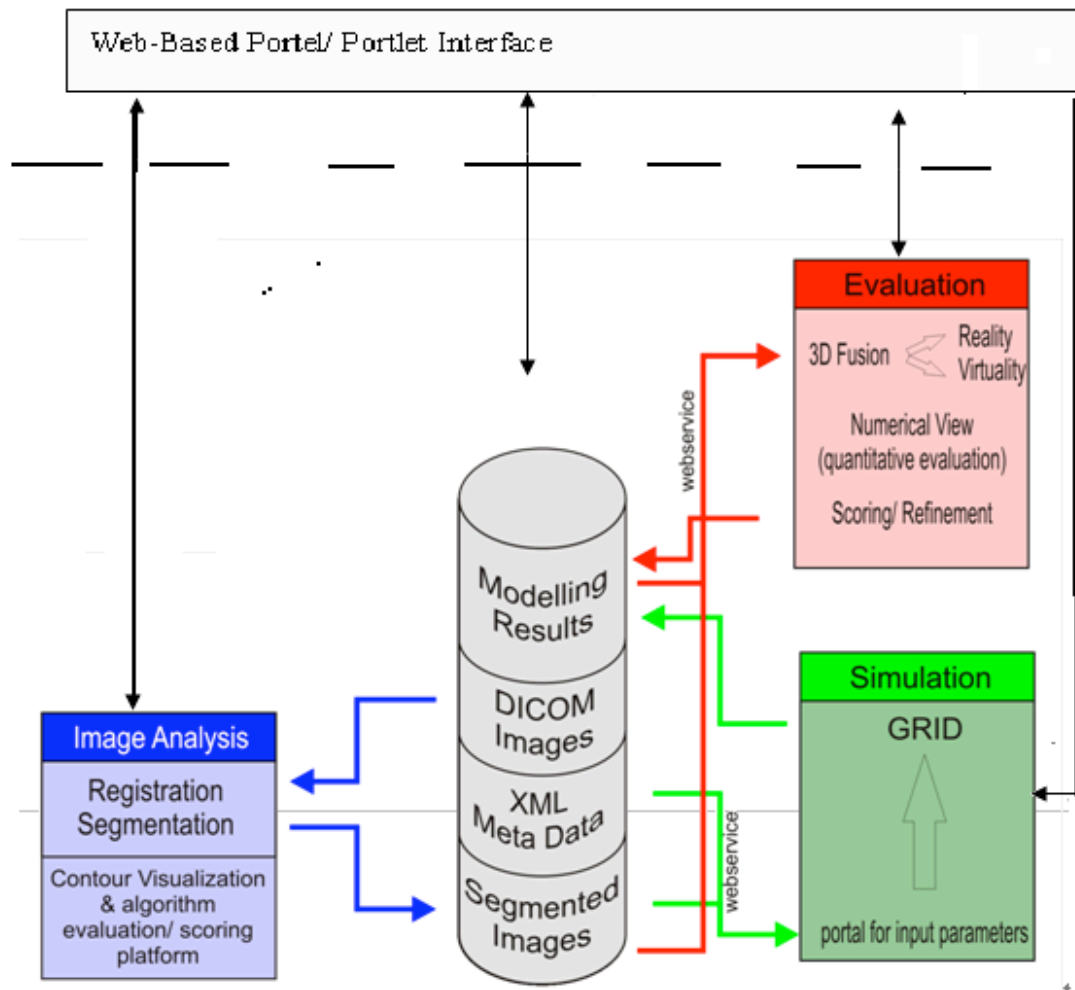 Web-Based Portel/ Portlet Interface
Evaluation
3D Fusion
Reality
Virtuality
Numerical View
(quantitative evaluation)
Scoring/ Refinement
webservice
Modelling
Results
DICOM
Images
XML
Meta Data
Segmented
Images
Image Analysis
Registration
Segmentation
Contour Visualization
& algorithm
evaluation/ scoring
platform
webservice
Simulation
GRID
portal for input parameters